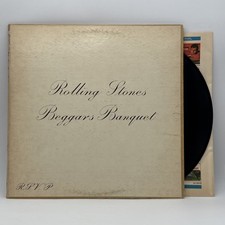 Rolling Stones
Beggars Banquet
R.S.V.P.